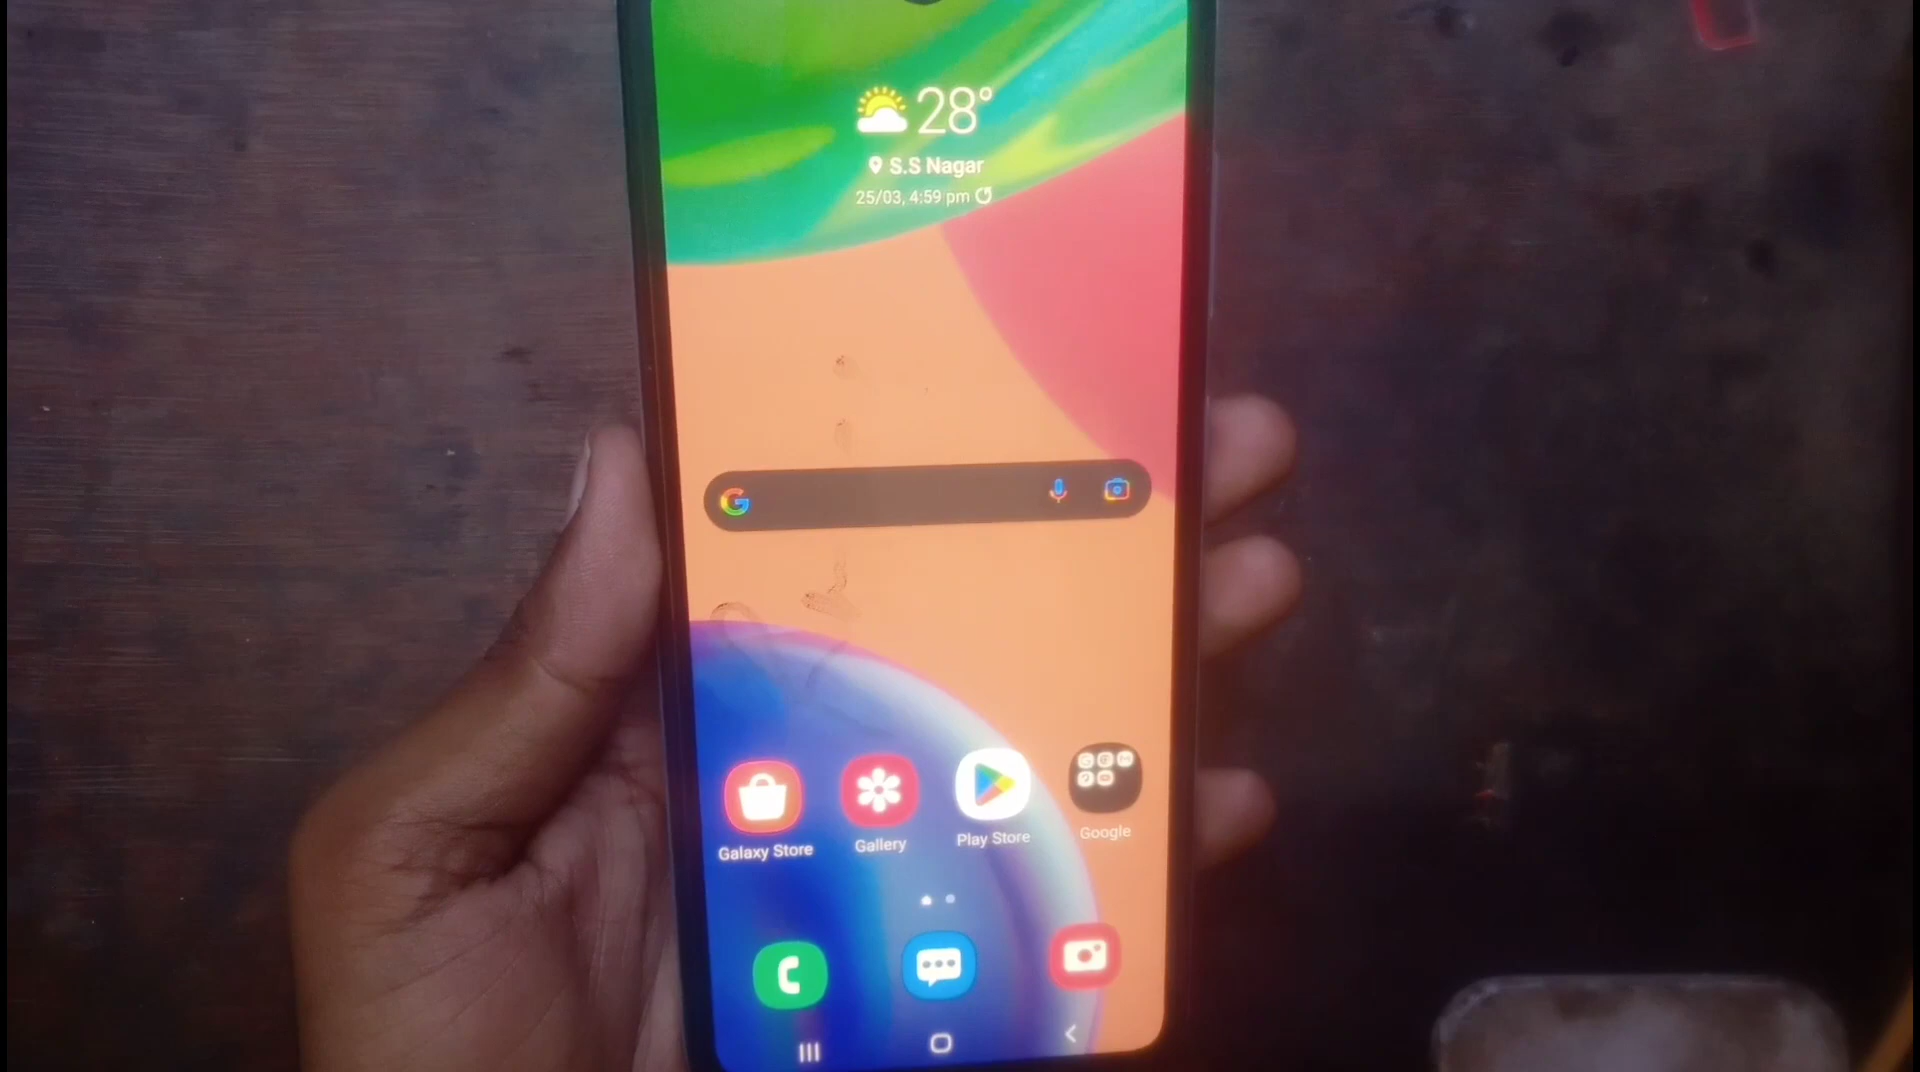 28°
S.S Nagar
25/03, 4:59 pm
Galaxy Store
Gallery
Play Store
Google